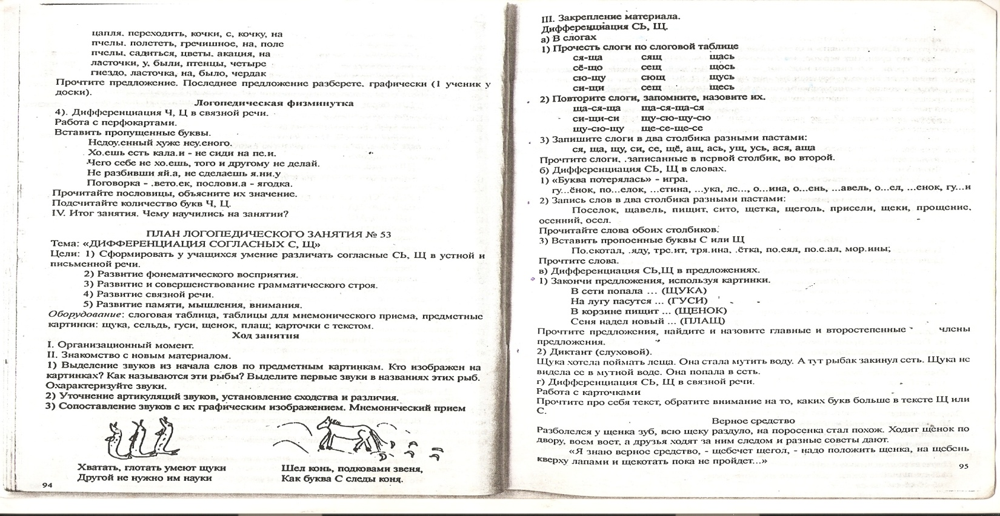 цапля. переходить, кочки, с, кочку, на
пчелы. полететь, гречишное, на, поле
пчелы. садиться, цветы. акация, на
ласточки, у, были, птенцы, четыре
гнездо. ласточка, на, было, чердак
Прочтите предложение. Последнее предложение разберете. графически (1 ученик у
доски).
Логопедическая физминутка
4). Дифференциация Ч, Ц в связной речи.
Работа с перфокартами.
Вставить пропущенные буквы.
Недоу.енный хуже неу.еного.
Хо.ешь есть кала.и - не сиди на пе.и.
Чего себе не хо.ешь, того и другому не делай.
Не разбивши яй.а, не сделаешь я.ни.у
Поговорка - .вето.ек, послови.а - ягодка.
Прочитайте пословицы, объясните их значение.
Подсчитайте количество букв Ч, Ц.
IV. Итог занятия. Чему научились на занятии?
ПЛАН ЛОГОПЕДИЧЕСКОГО ЗАНЯТИЯ № 53
Тема: «ДИФФЕРЕНЦИАЦИЯ СОГЛАСНЫХ С, Щ»
Цели: 1) Сформировать у учащихся умение различать согласные СЬ, Щ в устной и
письменной речи.
2) Развитие фонематического восприятия.
3) Развитие и совершенствование грамматического строя.
4) Развитие связной речи.
5) Развитие памяти, мышления, внимания.
Оборудование: слоговая таблица, таблицы для мнемонического приема, предметные
картинки: щука, сельдь, гуси, щенок, плащ; карточки с текстом.
Ход занятия
I. Организационный момент.
II. Знакомство с новым материалом.
1) Выделение звуков из начала слов по предметным картинкам. Кто изображен на
картинках? Как называются эти рыбы? Выделите первые звуки в названиях этих рыб.
Охарактеризуйте звуки.
2) Уточнение артикуляций звуков, установление сходства и различия.
3) Сопоставление звуков с их графическим изображением. Мнемонический прием
Хватать, глотать умеют щуки
Другой не нужно им науки
Шел конь, подковами звеня,
Как буква С следы коня.
94
III. Закрепление материала.
Дифференциация СЬ, Щ.
а) В слогах
1) Прочесть слоги по слоговой таблице
ся-ща сящ щась
сё-що сещ щось
сю-щу сющ щусь
си-щи сещ щесь
2) Повторите слоги, запомните, назовите их.
ща-ся-ща ща-ся-ща-ся
си-щи-си щу-сю-щу-сю
щу-сю-щу ще-се-ще-се
3) Запишите слоги в два столбика разными пастами:
ся, ща, щу, си, се, щё, ащ, ась, ущ, усь, ася, аща
Прочтите слоги. .записанные в первой столбик, во второй.
б) Дифференциация СЬ, Щ в словах.
1) «Буква потерялась» - игра.
гу...ёнок, по...елок, ...стина, ...ука, ле..., о...ина, о...ень, ...авель, о...ел, ...енок, гу...и
2) Запись слов в два столбика разными пастами:
Поселок, щавель, пищит, сито, щетка, щеголь, присели, щеки, прощение,
осенний, осел.
Прочитайте слова обоих столбиков.
3) Вставить пропоенные буквы С или Щ
По.скотал, .яду, тре.ит, тря.ина, .ётка, по.еял, по.е.ал, мор.ины;
Прочтите слова.
в) Дифференциация СЬ,Щ в предложениях.
1) Закончи предложения, используя картинки.
В сети попала ... (ЩУКА)
На лугу пасутся ... (ГУСИ)
В корзине пищит ... (ЩЕНОК)
Сеня надел новый ... (ПЛАЩ)
Прочтите предложения, найдите и назовите главные и второстепенные члены
предложения.
2) Диктант (слуховой).
Щука хотела поймать леща. Она стала мутить воду. А тут рыбак закинул сеть. Щука не
видела ее в мутной воде. Она попала в сеть.
г) Дифференциация СЬ, Щ в связной речи.
Работа с карточками
Прочтите про себя текст, обратите внимание на то, каких букв больше в тексте Щ или
С.
Верное средство
Разболелся у щенка зуб, всю щеку раздуло, на поросенка стал похож. Ходит щенок по
двору, воем воет, а друзья ходят за ним следом и разные советы дают.
«Я знаю верное средство, - щебечет щегол, - надо положить щенка, на щебень
кверху лапами и щекотать пока не пройдет...»
95